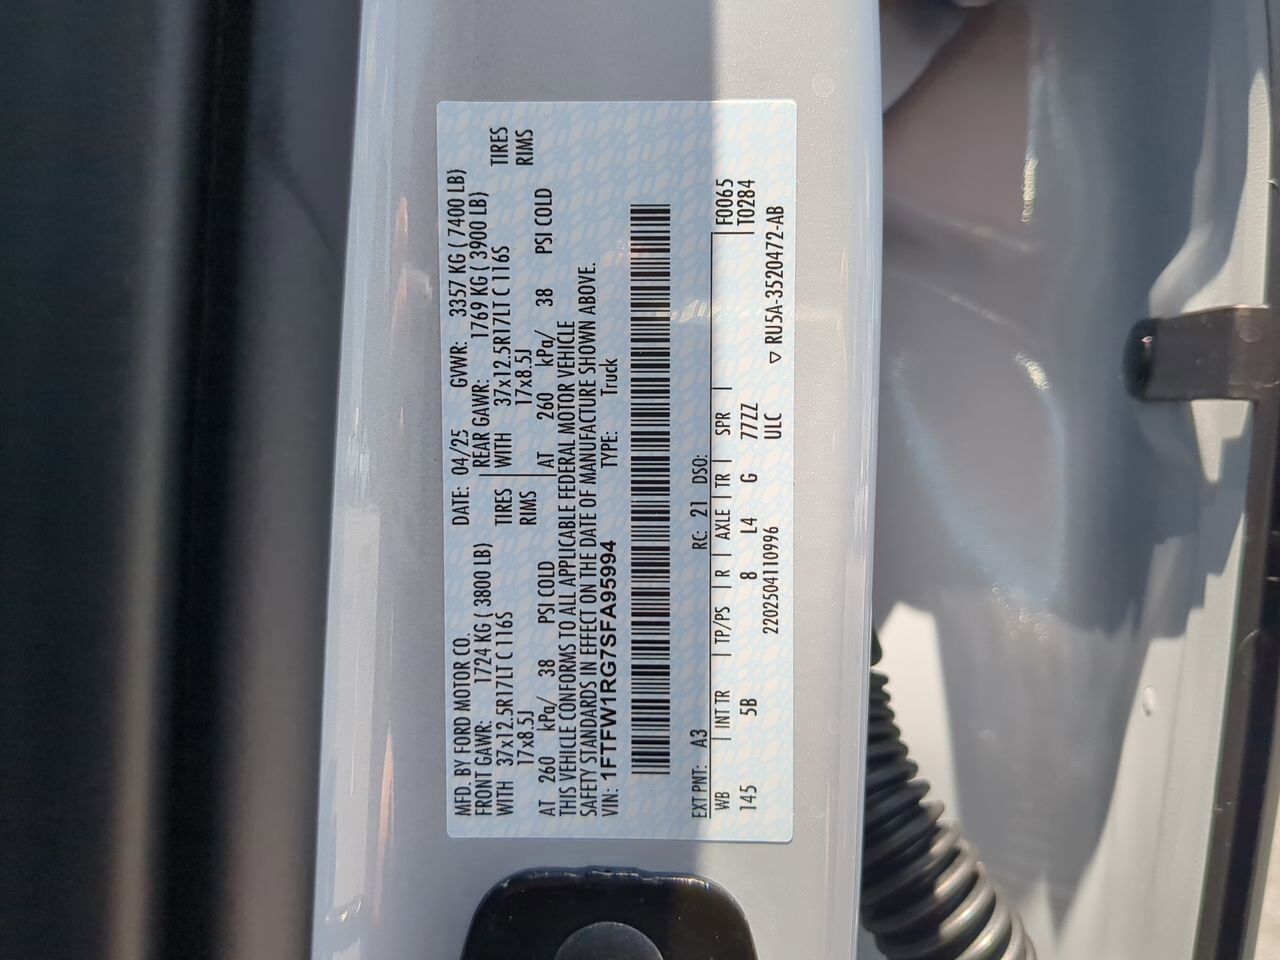 MFD. BY FORD MOTOR CO. DATE: 04/25 GVWR: 3357 KG ( 7400 LB)
FRONT GAWR: 1724 KG ( 3800 LB) REAR GAWR: 1769 KG ( 3900 LB)
WITH 37x12.5R17LT C 116S TIRES WITH 37x12.5R17LT C 116S TIRES
17x8.5J RIMS 17x8.5J RIMS
AT 260 kPa/ 38 PSI COLD AT 260 kPa/ 38 PSI COLD
THIS VEHICLE CONFORMS TO ALL APPLICABLE FEDERAL MOTOR VEHICLE
SAFETY STANDARDS IN EFFECT ON THE DATE OF MANUFACTURE SHOWN ABOVE.
VIN: 1FTFW1RG7SFA95994 TYPE: Truck
EXT PNT: A3 RC: 21 DSO:
WB | INT TR | TP/PS | R | AXLE | TR | SPR | F0065
145 5B 8 L4 G 77ZZ T0284
2202504110996 ULC ▽ RU5A-3520472-AB